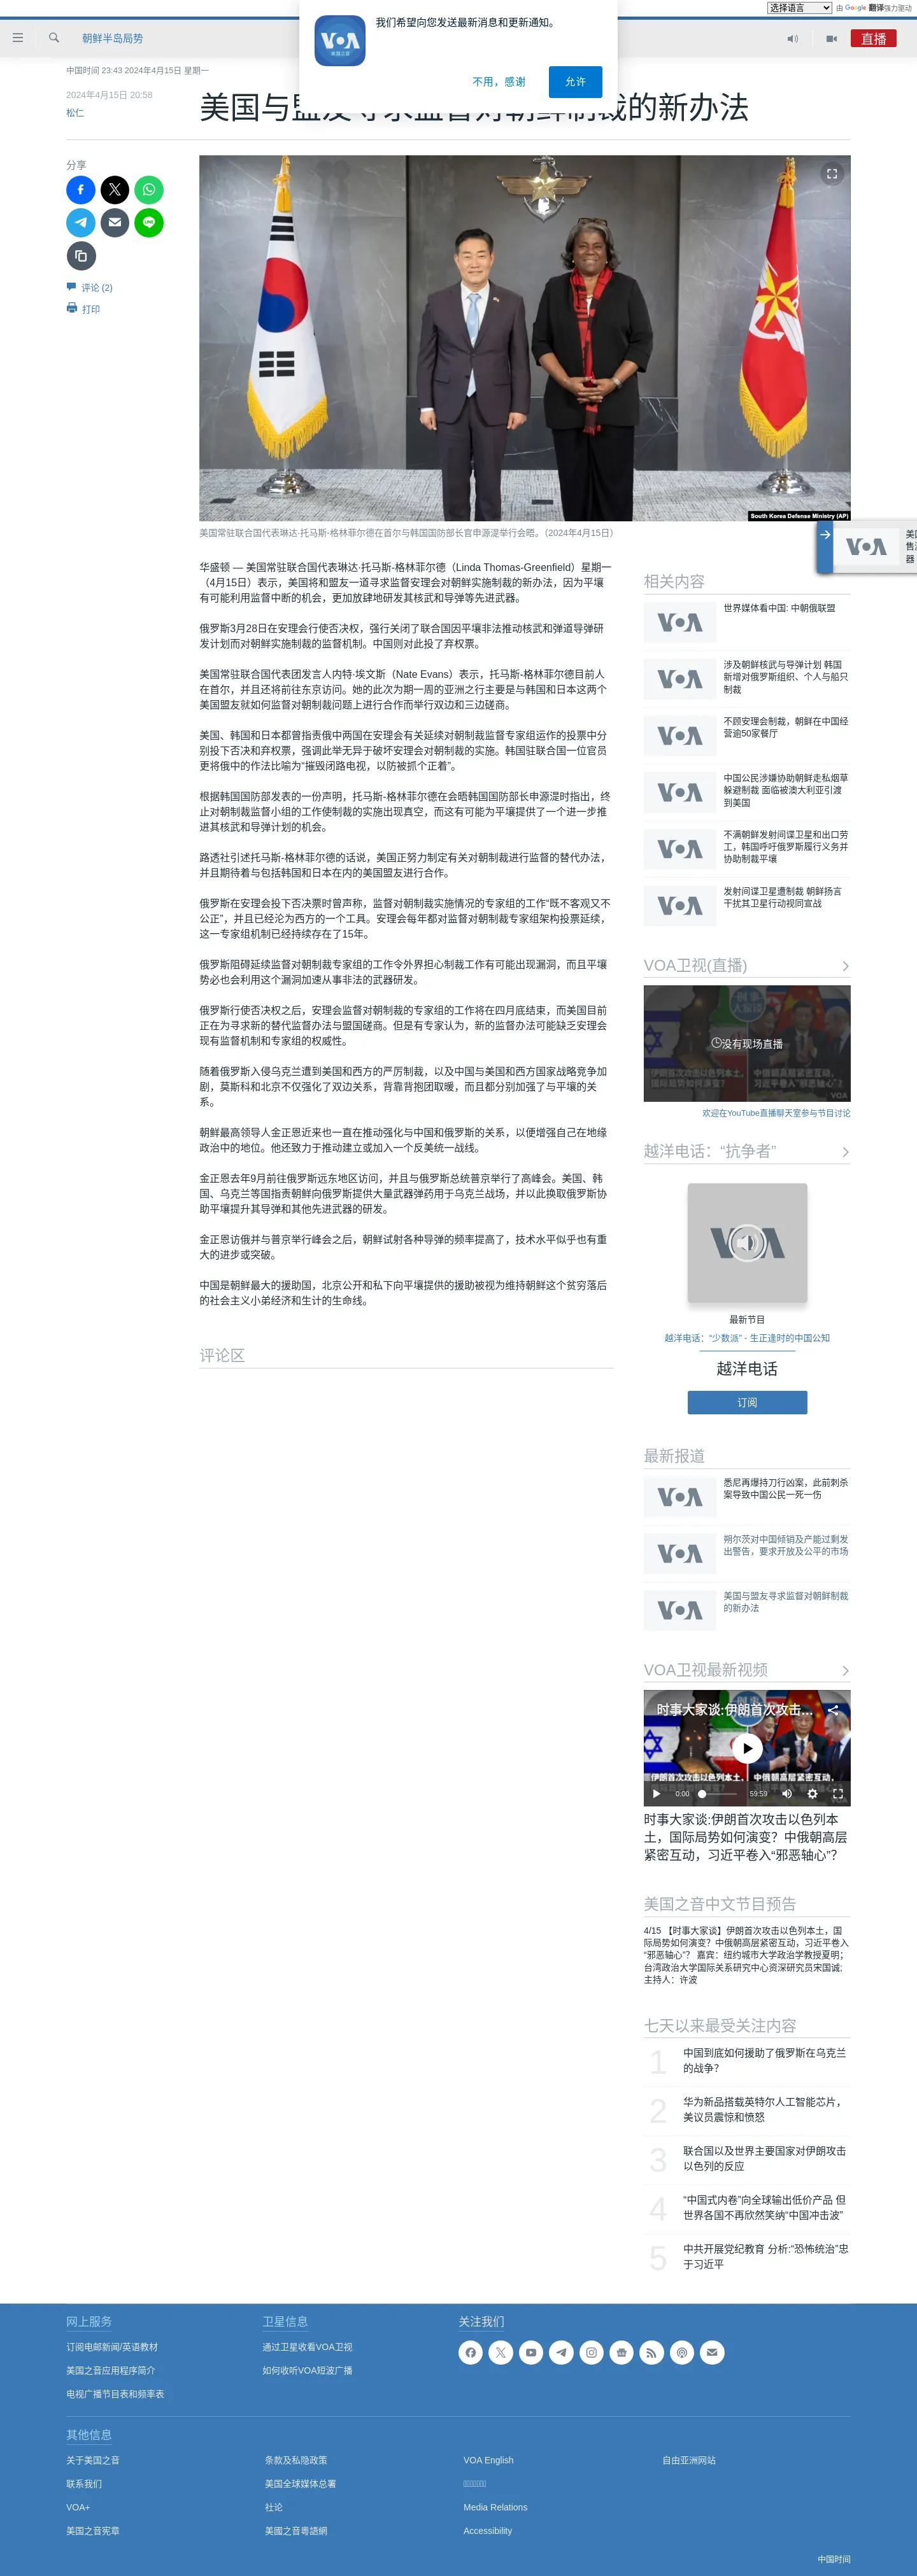 选择语言 由 Google 翻译强力驱动
我们希望向您发送最新消息和更新通知。
不用，感谢
允许
朝鲜半岛局势
直播
中国时间 23:43 2024年4月15日 星期一
美国与盟友寻求监督对朝鲜制裁的新办法
2024年4月15日 20:58
松仁
分享
评论 (2)
打印
South Korea Defense Ministry (AP)
美国常驻联合国代表琳达·托马斯-格林菲尔德在首尔与韩国国防部长官申源湜举行会晤。（2024年4月15日）
华盛顿 — 美国常驻联合国代表琳达·托马斯-格林菲尔德（Linda Thomas-Greenfield）星期一
（4月15日）表示，美国将和盟友一道寻求监督安理会对朝鲜实施制裁的新办法，因为平壤
有可能利用监督中断的机会，更加放肆地研发其核武和导弹等先进武器。
俄罗斯3月28日在安理会行使否决权，强行关闭了联合国因平壤非法推动核武和弹道导弹研
发计划而对朝鲜实施制裁的监督机制。中国则对此投了弃权票。
美国常驻联合国代表团发言人内特·埃文斯（Nate Evans）表示，托马斯-格林菲尔德目前人
在首尔，并且还将前往东京访问。她的此次为期一周的亚洲之行主要是与韩国和日本这两个
美国盟友就如何监督对朝制裁问题上进行合作而举行双边和三边磋商。
美国、韩国和日本都曾指责俄中两国在安理会有关延续对朝制裁监督专家组运作的投票中分
别投下否决和弃权票，强调此举无异于破坏安理会对朝制裁的实施。韩国驻联合国一位官员
更将俄中的作法比喻为“摧毁闭路电视，以防被抓个正着”。
根据韩国国防部发表的一份声明，托马斯-格林菲尔德在会晤韩国国防部长申源湜时指出，终
止对朝制裁监督小组的工作使制裁的实施出现真空，而这有可能为平壤提供了一个进一步推
进其核武和导弹计划的机会。
路透社引述托马斯-格林菲尔德的话说，美国正努力制定有关对朝制裁进行监督的替代办法，
并且期待着与包括韩国和日本在内的美国盟友进行合作。
俄罗斯在安理会投下否决票时曾声称，监督对朝制裁实施情况的专家组的工作“既不客观又不
公正”，并且已经沦为西方的一个工具。安理会每年都对监督对朝制裁专家组架构投票延续，
这一专家组机制已经持续存在了15年。
俄罗斯阻碍延续监督对朝制裁专家组的工作令外界担心制裁工作有可能出现漏洞，而且平壤
势必也会利用这个漏洞加速从事非法的武器研发。
俄罗斯行使否决权之后，安理会监督对朝制裁的专家组的工作将在四月底结束，而美国目前
正在为寻求新的替代监督办法与盟国磋商。但是有专家认为，新的监督办法可能缺乏安理会
现有监督机制和专家组的权威性。
随着俄罗斯入侵乌克兰遭到美国和西方的严厉制裁，以及中国与美国和西方国家战略竞争加
剧，莫斯科和北京不仅强化了双边关系，背靠背抱团取暖，而且都分别加强了与平壤的关
系。
朝鲜最高领导人金正恩近来也一直在推动强化与中国和俄罗斯的关系，以便增强自己在地缘
政治中的地位。他还致力于推动建立或加入一个反美统一战线。
金正恩去年9月前往俄罗斯远东地区访问，并且与俄罗斯总统普京举行了高峰会。美国、韩
国、乌克兰等国指责朝鲜向俄罗斯提供大量武器弹药用于乌克兰战场，并以此换取俄罗斯协
助平壤提升其导弹和其他先进武器的研发。
金正恩访俄并与普京举行峰会之后，朝鲜试射各种导弹的频率提高了，技术水平似乎也有重
大的进步或突破。
中国是朝鲜最大的援助国，北京公开和私下向平壤提供的援助被视为维持朝鲜这个贫穷落后
的社会主义小弟经济和生计的生命线。
评论区
相关内容
世界媒体看中国: 中朝俄联盟
涉及朝鲜核武与导弹计划 韩国
新增对俄罗斯组织、个人与船只
制裁
不顾安理会制裁，朝鲜在中国经
营逾50家餐厅
中国公民涉嫌协助朝鲜走私烟草
躲避制裁 面临被澳大利亚引渡
到美国
不满朝鲜发射间谍卫星和出口劳
工，韩国呼吁俄罗斯履行义务并
协助制裁平壤
发射间谍卫星遭制裁 朝鲜扬言
干扰其卫星行动视同宣战
VOA卫视(直播)
没有现场直播
欢迎在YouTube直播聊天室参与节目讨论
越洋电话：“抗争者”
最新节目
越洋电话：“少数派” - 生正逢时的中国公知
越洋电话
订阅
最新报道
悉尼再爆持刀行凶案，此前刺杀
案导致中国公民一死一伤
朔尔茨对中国倾销及产能过剩发
出警告，要求开放及公平的市场
美国与盟友寻求监督对朝鲜制裁
的新办法
VOA卫视最新视频
时事大家谈:伊朗首次攻击...
伊朗首次攻击以色列本土， 中俄朝高层紧密互动，
0:00 59:59
时事大家谈:伊朗首次攻击以色列本
土，国际局势如何演变？中俄朝高层
紧密互动，习近平卷入“邪恶轴心”？
美国之音中文节目预告
4/15 【时事大家谈】伊朗首次攻击以色列本土，国
际局势如何演变？中俄朝高层紧密互动，习近平卷入
“邪恶轴心”？ 嘉宾：纽约城市大学政治学教授夏明；
台湾政治大学国际关系研究中心资深研究员宋国诚;
主持人：许波
七天以来最受关注内容
1 中国到底如何援助了俄罗斯在乌克兰
的战争？
2 华为新品搭载英特尔人工智能芯片，
美议员震惊和愤怒
3 联合国以及世界主要国家对伊朗攻击
以色列的反应
4 “中国式内卷”向全球输出低价产品 但
世界各国不再欣然笑纳“中国冲击波”
5 中共开展党纪教育 分析:“恐怖统治”忠
于习近平
网上服务
订阅电邮新闻/英语教材
美国之音应用程序简介
电视广播节目表和频率表
卫星信息
通过卫星收看VOA卫视
如何收听VOA短波广播
关注我们
其他信息
关于美国之音
联系我们
VOA+
美国之音宪章
条款及私隐政策
美国全球媒体总署
社论
美國之音粵語網
VOA English
Media Relations
Accessibility
自由亚洲网站
中国时间